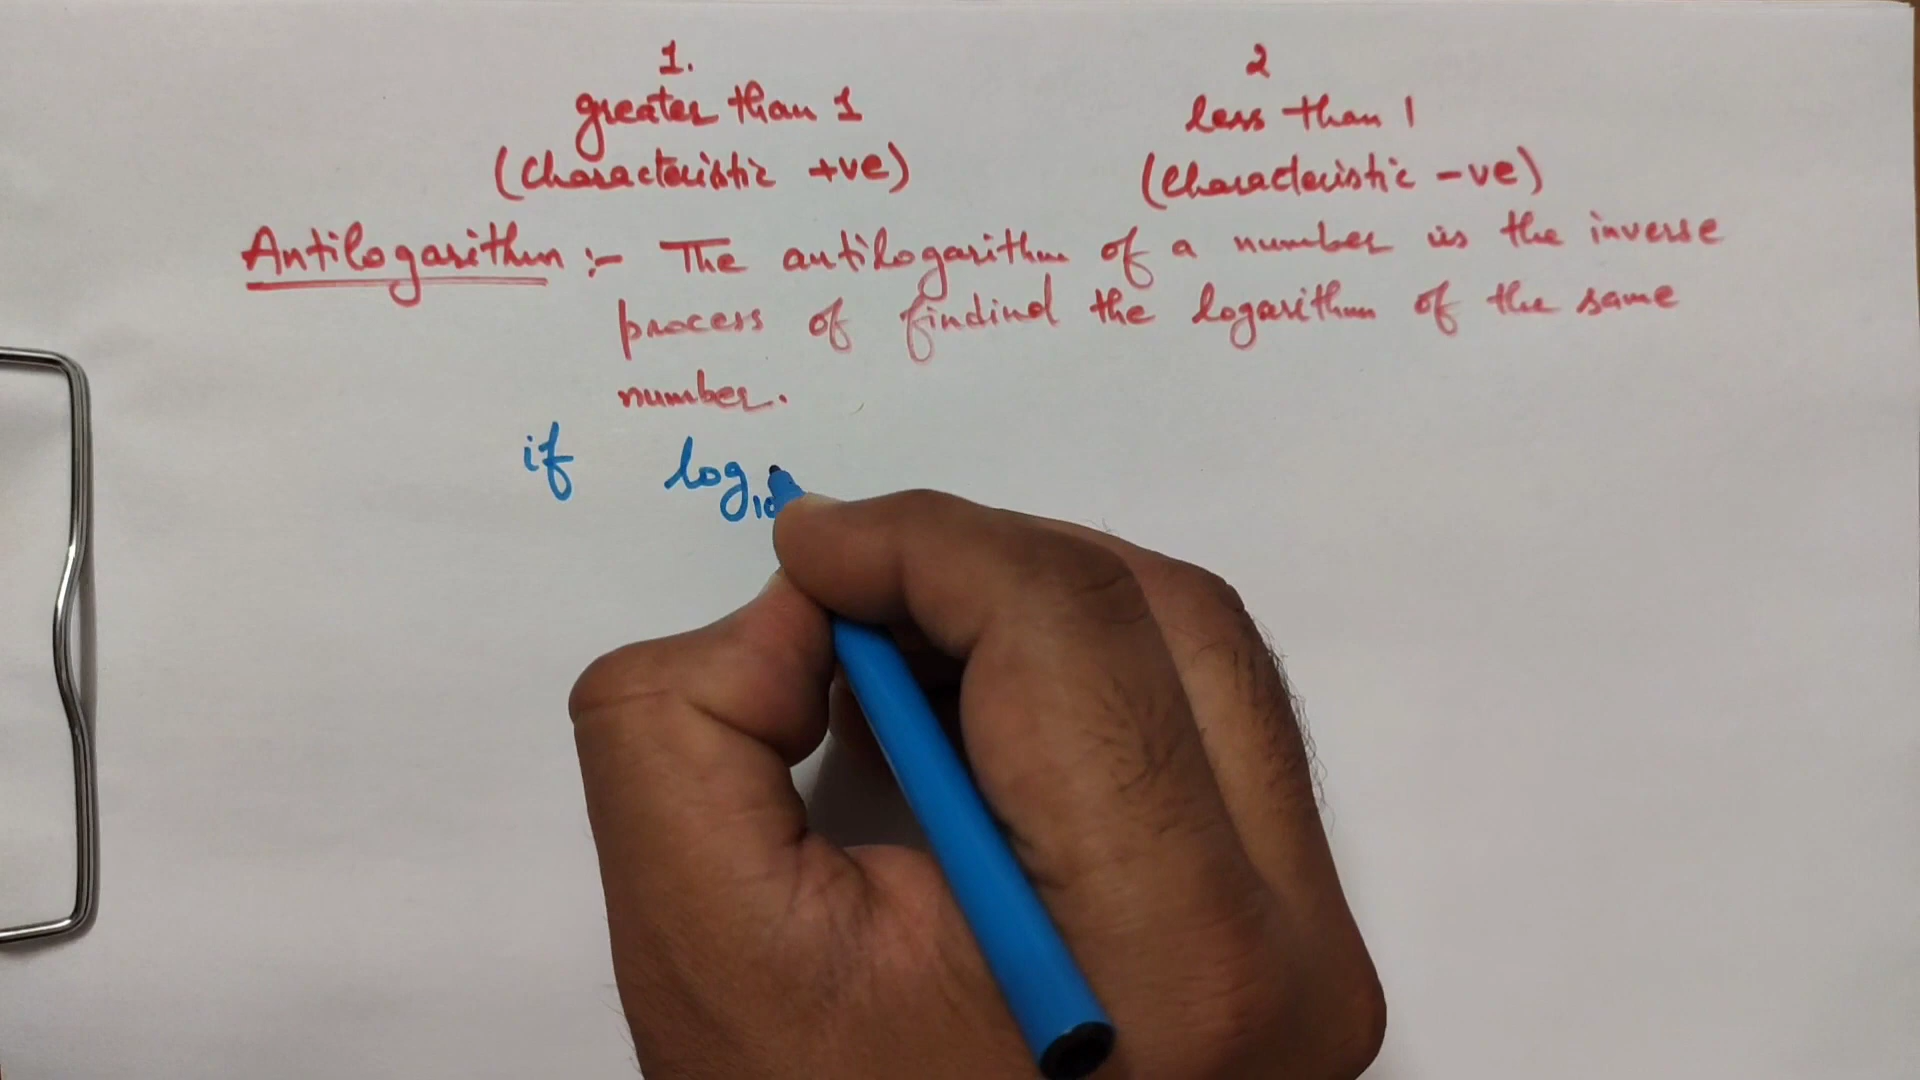 1. 2
greater than 1 less than 1
(Characteristic +ve) (Characteristic -ve)
Antilogarithm :- The antilogarithm of a number is the inverse
process of findind the logarithm of the same
number.
if log10